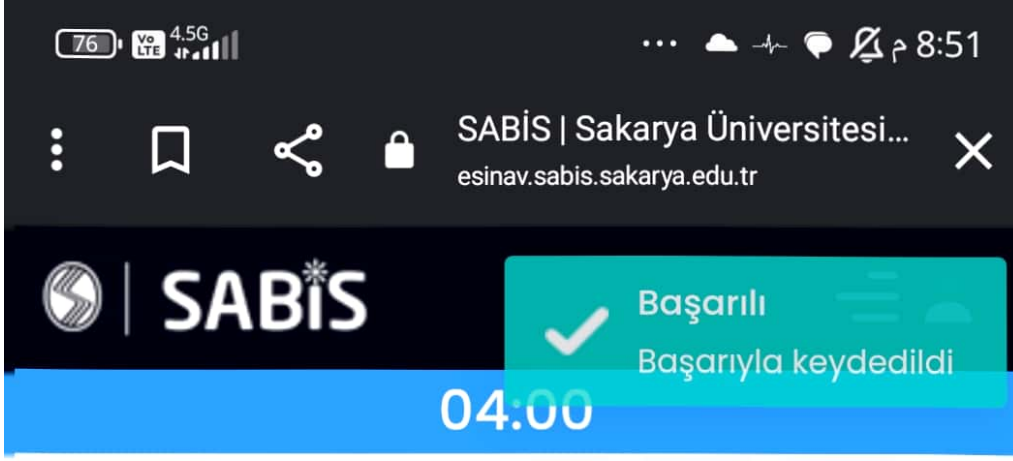 76 Vo LTE 4.5G 8:51 م
SABİS | Sakarya Üniversitesi...
esinav.sabis.sakarya.edu.tr
SABİS
Başarılı
Başarıyla keydedildi
04:00